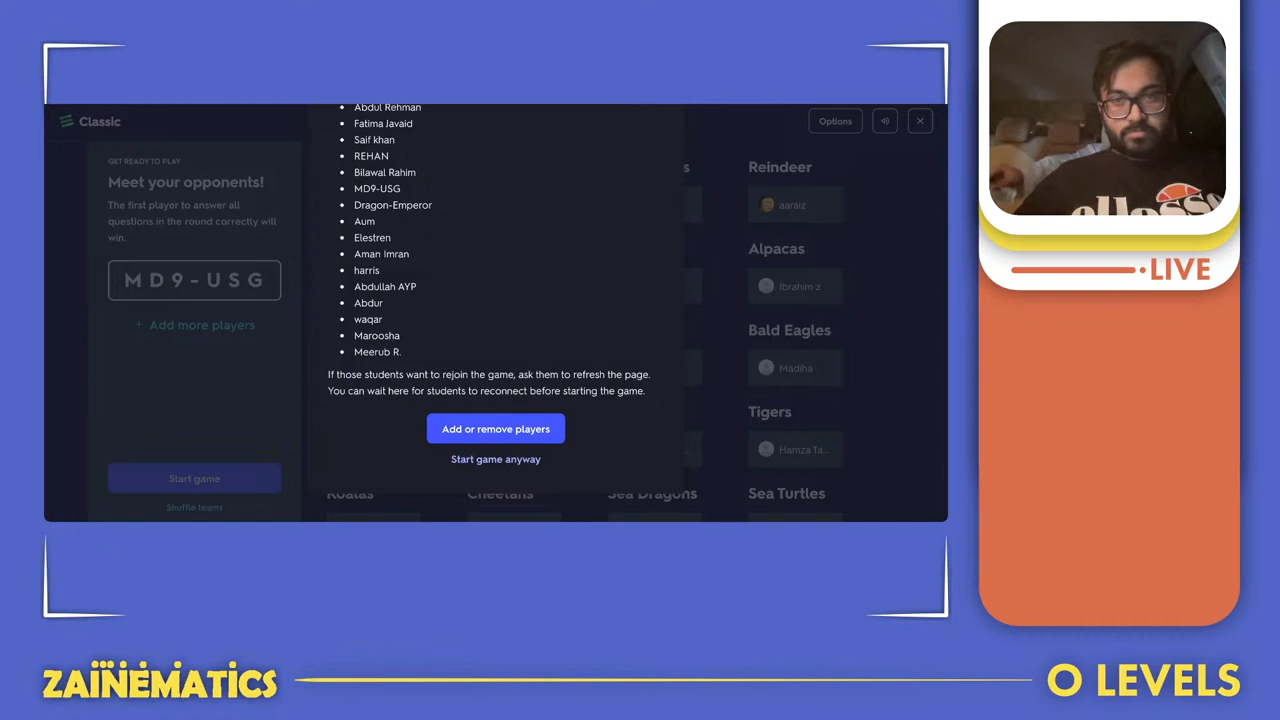 Abdul Rehman
Fatima Javaid
Saif khan
REHAN
Bilawal Rahim
MD9-USG
Dragon-Emperor
Aum
Elestren
Aman Imran
harris
Abdullah AYP
Abdur
waqar
Maroosha
Meerub R.
If those students want to rejoin the game, ask them to refresh the page.
You can wait here for students to reconnect before starting the game.
Add or remove players
Start game anyway
Classic
Options
GET READY TO PLAY
Meet your opponents!
The first player to answer all
questions in the round correctly will
win.
MD9-USG
+ Add more players
Start game
Shuffle teams
Reindeer
aaraiz
Alpacas
Ibrahim z
Bald Eagles
Madiha
Tigers
Hamza Ta...
Koalas
Cheetahs
Sea Dragons
Sea Turtles
ellesse
LIVE
ZAINEMATICS
O LEVELS